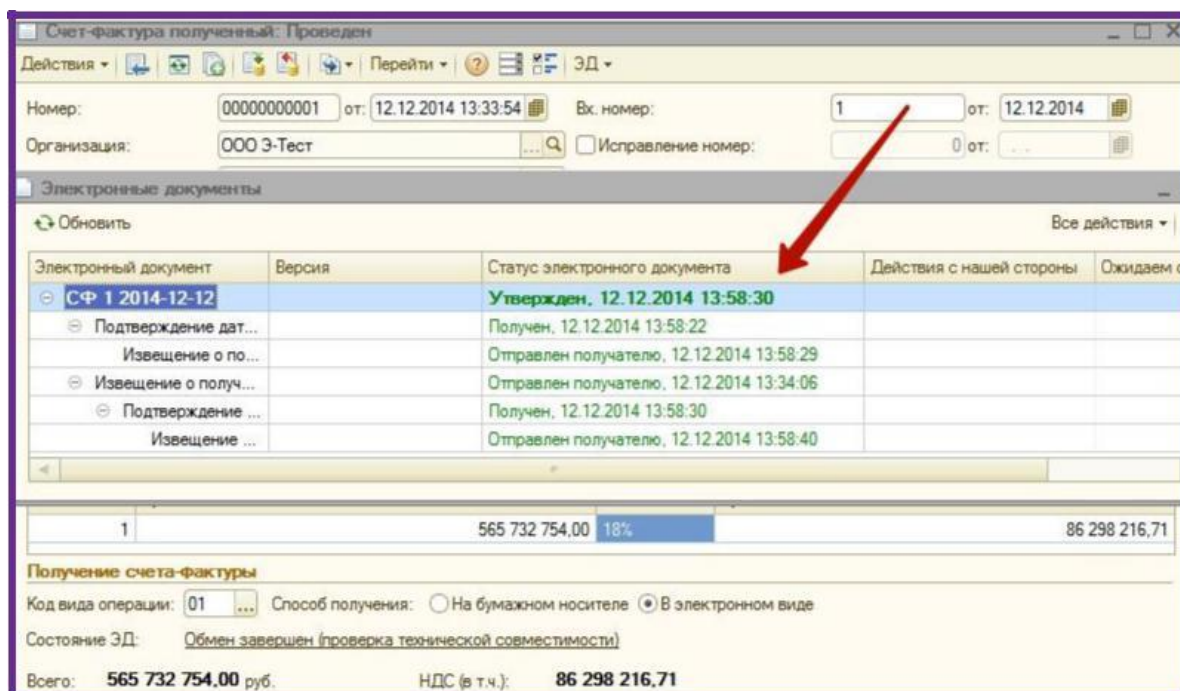 Счет-фактура полученный: Проведен
Действия Перейти ЭД
Номер: 00000000001 от: 12.12.2014 13:33:54 Вх. номер: 1 от: 12.12.2014
Организация: ООО Э-Тест ... Исправление номер: 0 от: . .
Электронные документы
Обновить Все действия
Электронный документ Версия Статус электронного документа Действия с нашей стороны Ожидаем
СФ 1 2014-12-12 Утвержден, 12.12.2014 13:58:30
Подтверждение дат... Получен, 12.12.2014 13:58:22
Извещение о по... Отправлен получателю, 12.12.2014 13:58:29
Извещение о получ... Отправлен получателю, 12.12.2014 13:34:06
Подтверждение ... Получен, 12.12.2014 13:58:30
Извещение ... Отправлен получателю, 12.12.2014 13:58:40
1 565 732 754,00 18% 86 298 216,71
Получение счета-фактуры
Код вида операции: 01 ... Способ получения: На бумажном носителе В электронном виде
Состояние ЭД: Обмен завершен (проверка технической совместимости)
Всего: 565 732 754,00 руб. НДС (в т.ч.): 86 298 216,71